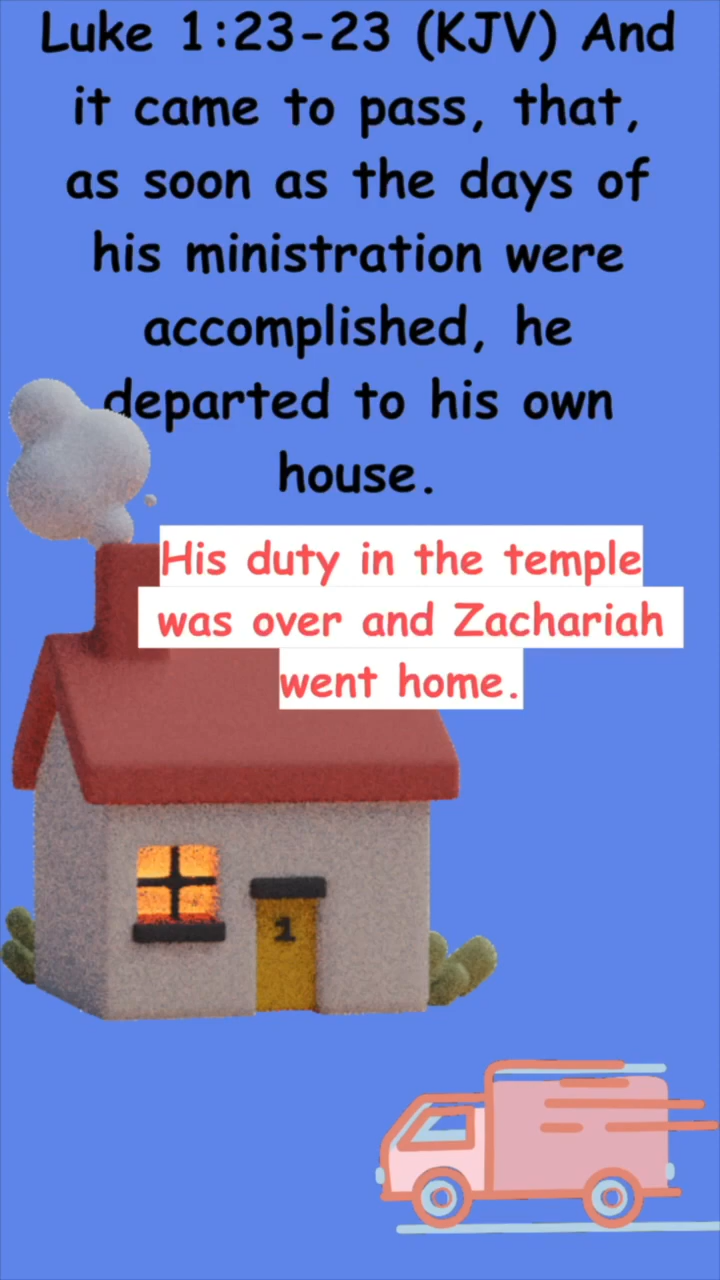 Luke 1:23-23 (KJV) And
it came to pass, that,
as soon as the days of
his ministration were
accomplished, he
departed to his own
house.
His duty in the temple
was over and Zachariah
went home.
1